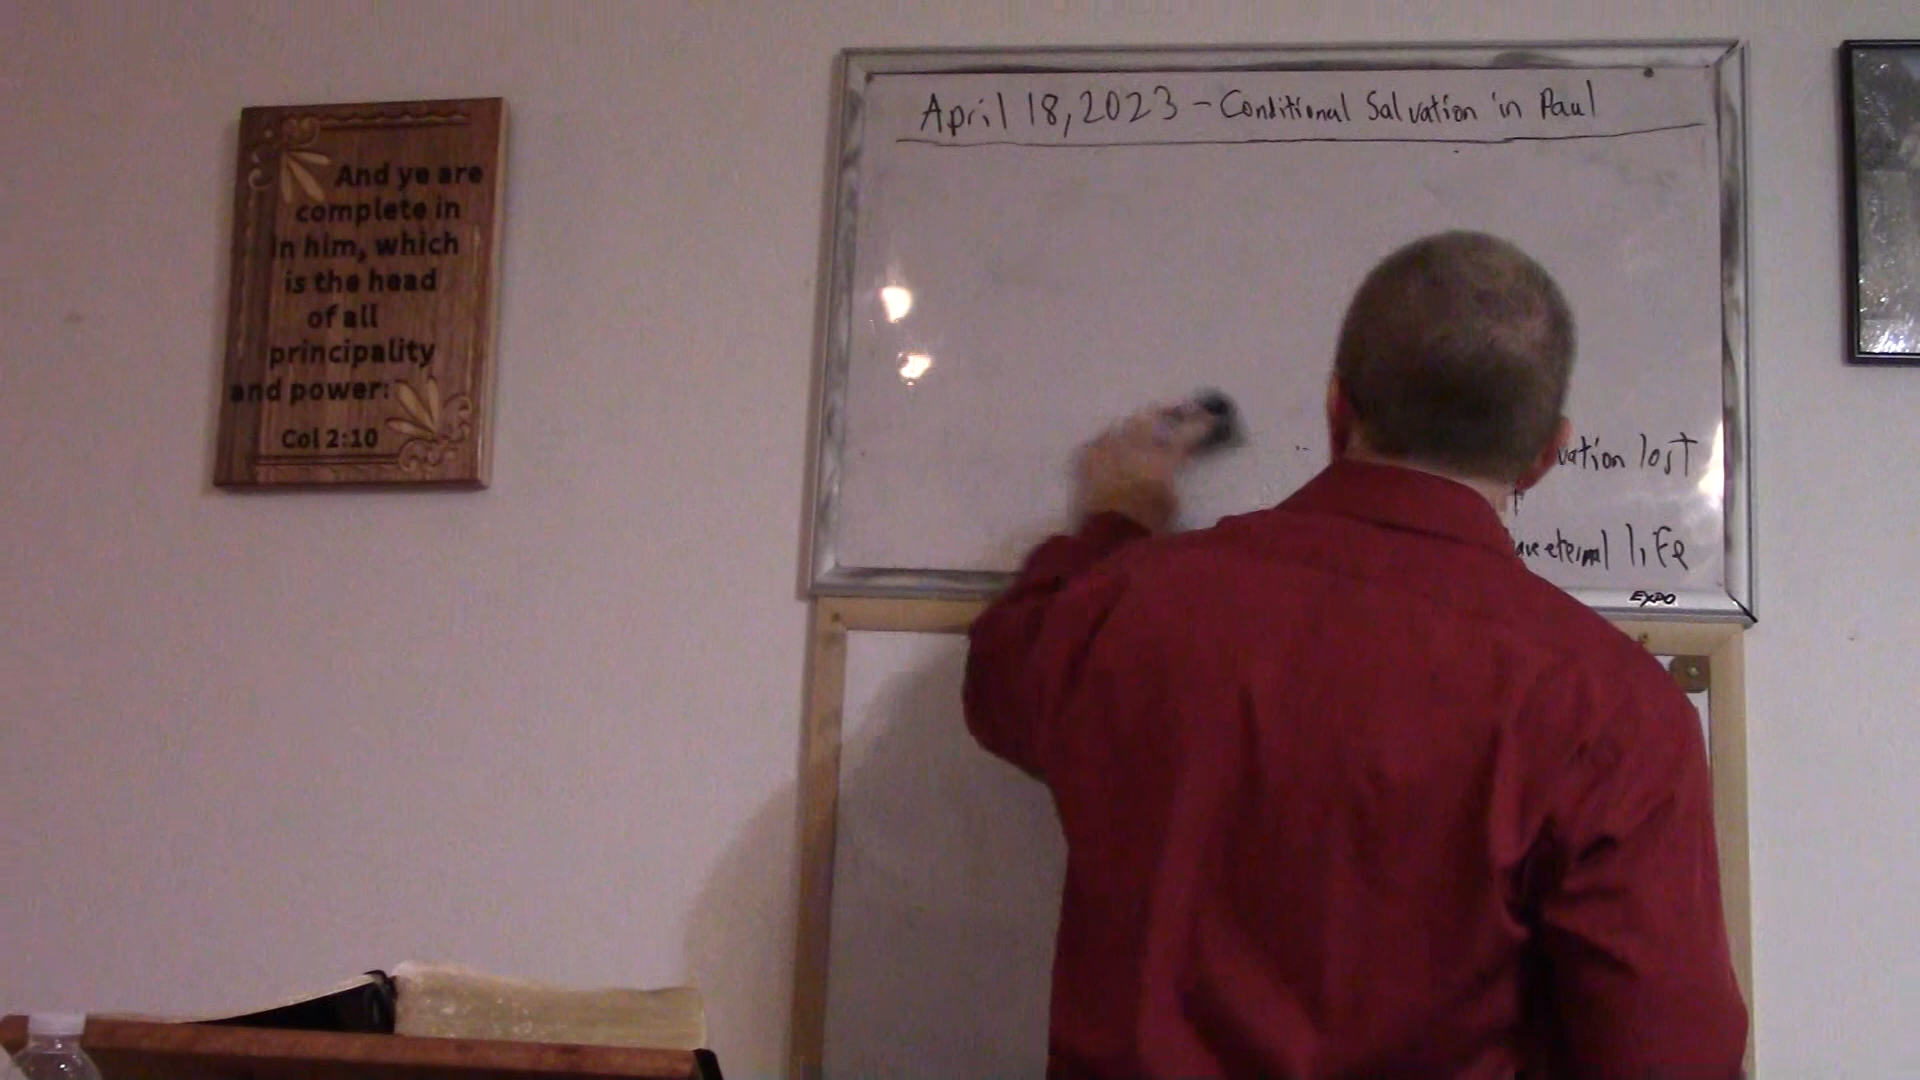 And ye are
complete in
in him, which
is the head
of all
principality
and power:
Col 2:10
April 18, 2023 - Conditional Salvation in Paul
lost
eternal life
EXPO